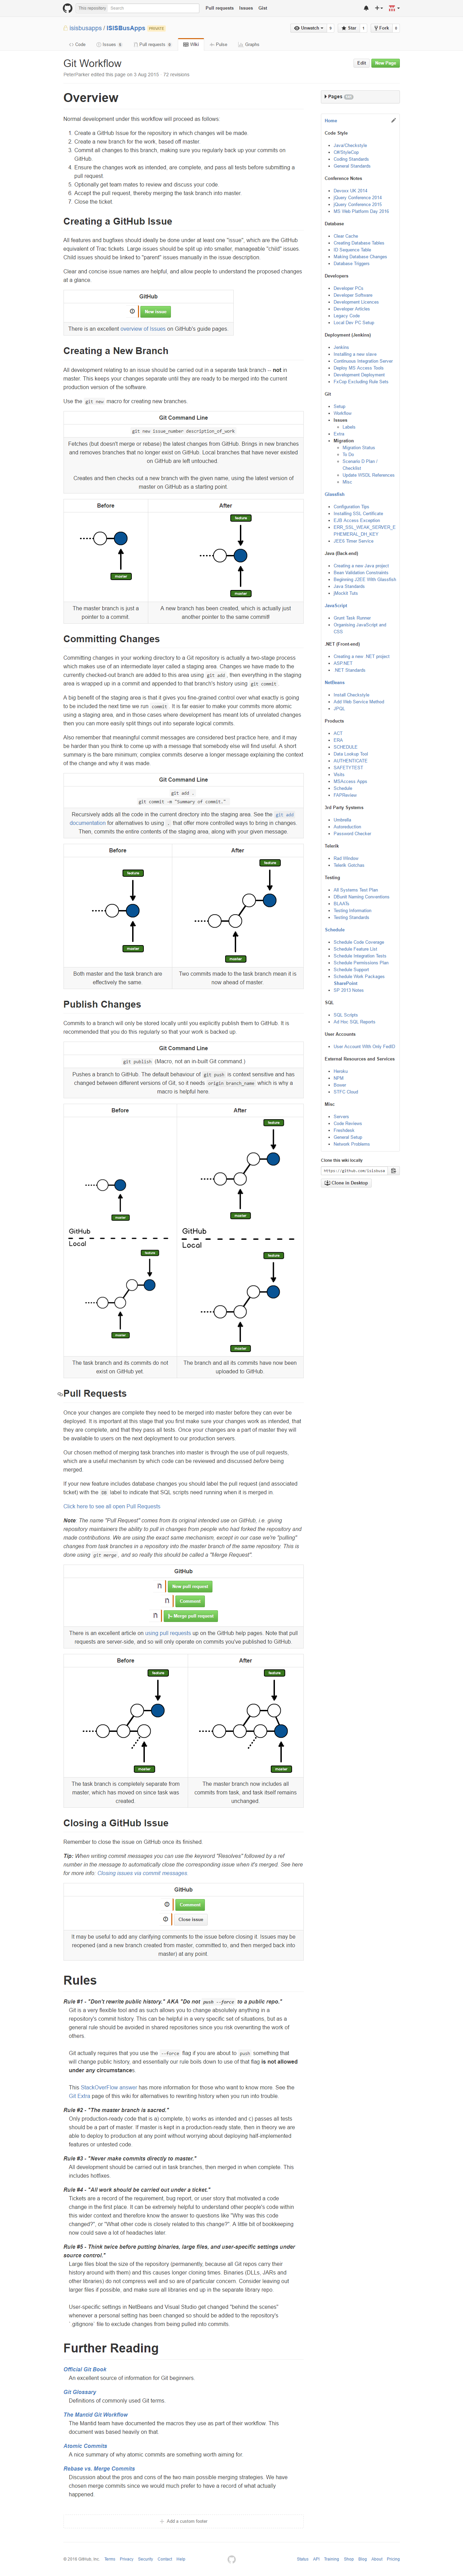 This repository
Search
Pull requests Issues Gist
isisbusapps / ISISBusApps PRIVATE
Unwatch 8 Star 1 Fork 0
Code Issues Pull requests Wiki Pulse Graphs
Git Workflow
Edit New Page
PeterParker edited this page on 3 Aug 2015 · 72 revisions
Overview
Normal development under this workflow will proceed as follows.
1. Create a GitHub Issue for the repository in which changes will be made.
2. Create a new branch for the work, based off master.
3. Commit all changes to this branch, making sure you regularly back up your commits on
GitHub.
4. Ensure the changes work as intended, are complete, and pass all tests before submitting a
pull request.
5. Optionally get team mates to review and discuss your code.
6. Accept the pull request, thereby merging the task branch into master.
7. Close the ticket.
Creating a GitHub Issue
All features and bugfixes should ideally be done under at least one "issue", which are the GitHub
equivalent of Trac tickets. Large issues should be split up into smaller, manageable "child" issues.
Child issues should be linked to "parent" issues manually in the issue description.
Clear and concise issue names are helpful, and allow people to understand the proposed changes
at a glance.
GitHub
New issue
There is an excellent overview of Issues on GitHub's guide pages.
Creating a New Branch
All development relating to an issue should be carried out on a separate task branch -- not in
master. This keeps your changes separate from and ready to be merged into the current
production version of the software.
Use the git new macro for creating new branches
Git Command Line
git new issue_number description_of_work
Fetches (but doesn't merge or rebase) the latest changes from GitHub. Brings in new branches
and removes branches that no longer exist on GitHub. Local branches that have never existed
on GitHub are left untouched.
Creates and then checks out a new branch with the given name, using the latest version of
master on GitHub as a starting point.
Before After
feature
master
master
The master branch is just a
pointer to a commit.
A new branch has been created, which is actually just
another pointer to the same commit!
Committing Changes
Committing changes in your working directory to a Git repository is actually a two-stage process,
which makes use of an intermediate layer called a staging area. Changes we have made to the
currently checked-out branch are added to this area using git add, then everything in the staging
area is wrapped up in a commit and appended to that branch's history using git commit.
A big benefit of the staging area is that it gives you fine-grained control over what exactly is going
to be included the next time we run commit. It is far easier to make your commits atomic when
using a staging area, and in those cases where development has meant lots of small changes
then you can more easily split things out into separate logical commits.
Also remember that meaningful commit messages are considered best practice here, and it may
be harder than you think to come up with a message that somebody else will find useful. A short
summary is the bare minimum; complex commits require a longer message that goes into more of
the detail about why it was made.
Git Command Line
git add .
git commit -m "Summary of commit."
Recursively adds all the code in the current directory into the staging area. See the git add
documentation for alternatives to using . that offer more controlled ways to bring in changes.
Then, commits the entire contents of the staging area, along with your given message.
Before After
feature
feature
master
master
Both master and the task branch are
effectively the same.
Two commits made to the task branch mean it is
now ahead of master.
Publish Changes
Commits to a branch will only be stored locally until you explicitly publish them to GitHub. It is
recommended that you do this regularly so that your work is backed up.
Git Command Line
git publish (Macro, not an in-built Git command.)
Pushes a branch to GitHub. The default behaviour of git push is context sensitive and has
changed between different versions of Git, so it needs origin branch_name which is why a
macro is helpful here.
Before After
feature
master
master
GitHub
Local
GitHub
Local
feature
feature
master
master
The task branch and its commits do not
exist on GitHub yet.
The branch and all its commits have now been
uploaded to GitHub.
Pull Requests
Once your changes are complete they need to be merged into master before they can ever be
deployed. It is important at this stage that you first make sure your changes work as intended, that
they are complete, and that they pass all tests. Once your changes are a part of master they will
be available to users on the next deployment to our production servers.
Our chosen method of merging task branches into master is through the use of pull requests,
which are a useful mechanism by which code can be reviewed and discussed before being
merged.
If your new feature includes database changes you should label the pull request (and associated
ticket) with the DB label to indicate that SQL scripts need running when it is merged in.
Click here to see all open Pull Requests
Note: The name "Pull Request" comes from its original intended use on GitHub, i.e. giving
repository maintainers the ability to pull in changes from people who had forked the repository and
made contributions. We are using the exact same mechanism, except in our case we're "pulling"
changes from task branches in a repository into the master branch of the same repository. This is
done using git merge, and so really this should be called a "Merge Request".
GitHub
New pull request
Comment
Merge pull request
There is an excellent article on using pull requests up on the GitHub help pages. Note that pull
requests are server-side, and so will only operate on commits you've published to GitHub.
Before After
feature
feature
master
master
The task branch is completely separate from
master, which has moved on since task was
created.
The master branch now includes all
commits from task, and task itself remains
unchanged.
Closing a GitHub Issue
Remember to close the issue on GitHub once its finished.
Tip: When writing commit messages you can use the keyword "Resolves" followed by a ref
number in the message to automatically close the corresponding issue when it's merged. See here
for more info: Closing issues via commit messages.
GitHub
Comment
Close issue
It may be useful to add any clarifying comments to the issue before closing it. Issues may be
reopened (and a new branch created from master, committed to, and then merged back into
master) at any point.
Rules
Rule #1 - "Don't rewrite public history." AKA "Do not push --force to a public repo."
Git is a very flexible tool and as such allows you to change absolutely anything in a
repository's commit history. This can be helpful in a very specific set of situations, but as a
general rule should be avoided in shared repositories since you risk overwriting the work of
others.
Git actually requires that you use the --force flag if you are about to push something that
will change public history, and essentially our rule boils down to use of that flag is not allowed
under any circumstances.
This StackOverFlow answer has more information for those who want to know more. See the
Git Extra page of this wiki for alternatives to rewriting history when you run into trouble.
Rule #2 - "The master branch is sacred."
Only production-ready code that is a) complete, b) works as intended and c) passes all tests
should be a part of master. If master is kept in a production-ready state, then in theory we are
able to deploy to production at any point without worrying about deploying half-implemented
features or untested code.
Rule #3 - "Never make commits directly to master."
All development should be carried out in task branches, then merged in when complete. This
includes hotfixes.
Rule #4 - "All work should be carried out under a ticket."
Tickets are a record of the requirement, bug report, or user story that motivated a code
change in the first place. It can be extremely helpful to understand other people's code within
this wider context and therefore know the answer to questions like "Why was this code
changed?", or "What other code is closely related to this change?". A little bit of bookkeeping
now could save a lot of headaches later.
Rule #5 - Think twice before putting binaries, large files, and user-specific settings under
source control."
Large files bloat the size of the repository (permanently, because all Git repos carry their
history around with them) and this causes longer cloning times. Binaries (DLLs, JARs and
other libraries) do not compress well and so are of particular concern. Consider leaving
larger files if possible, and make sure all libraries end up in the separate library repo.
User-specific settings in NetBeans and Visual Studio get changed "behind the scenes"
whenever a personal setting has been changed so should be added to the repository's
`.gitignore` file to exclude changes from being pulled into commits.
Further Reading
Official Git Book
An excellent source of information for Git beginners.
Git Glossary
Definitions of commonly used Git terms.
The Mantid Git Workflow
The Mantid team have documented the macros they use as part of their workflow. This
document was based heavily on that.
Atomic Commits
A nice summary of why atomic commits are something worth aiming for.
Rebase vs. Merge Commits
Discussion about the pros and cons of the two main possible merging strategies. We have
chosen merge commits since we would much prefer to have a record of what actually
happened.
Add a custom footer
Pages
Home
Code Style
Java/Checkstyle
C#/StyleCop
Coding Standards
General Standards
Conference Notes
Devoxx UK 2014
jQuery Conference 2014
jQuery Conference 2015
MS Web Platform Day 2016
Database
Clear Cache
Creating Database Tables
IQ Sequence Table
Making Database Changes
Database Triggers
Developers
Developer PCs
Developer Software
Development Licences
Developer Articles
Legacy Code
Local Dev PC Setup
Deployment (Jenkins)
Jenkins
Installing a new slave
Continuous Integration Server
Deploy MS Access Tools
Development Deployment
FxCop Excluding Rule Sets
Git
Setup
Workflow
Issues
Labels
Extra
Migration
Migration Status
To Do
Scenario D Plan /
Checklist
Update WSDL References
Misc
Glassfish
Configuration Tips
Installing SSL Certificate
EJB Access Exception
ERR_SSL_WEAK_SERVER_E
PHEMERAL_DH_KEY
JEE5 Timer Service
Java (Back-end)
Creating a new Java project
Bean Validation Constraints
Beginning J2EE With Glassfish
Java Standards
jMockit Tuts
JavaScript
Grunt Task Runner
Organising JavaScript and
CSS
.NET (Front-end)
Creating a new .NET project
ASP.NET
.NET Standards
NetBeans
Install Checkstyle
Add Web Service Method
JPQL
Products
ACT
ERA
SCHEDULE
Data Lookup Tool
AUTHENTICATE
SAFETYTEST
Visits
MSAccess Apps
Schedule
FAPReview
3rd Party Systems
Umbrella
Autoreduction
Password Checker
Telerik
Rad Window
Telerik Gotchas
Testing
All Systems Test Plan
DBunit Naming Conventions
BLAATs
Testing Information
Testing Standards
Schedule
Schedule Code Coverage
Schedule Feature List
Schedule Integration Tests
Schedule Permissions Plan
Schedule Support
Schedule Work Packages
SharePoint
SP 2013 Notes
SQL
SQL Scripts
Ad Hoc SQL Reports
User Accounts
User Account With Only FedID
External Resources and Services
Heroku
NPM
Bower
STFC Cloud
Misc
Servers
Code Reviews
Freshdesk
General Setup
Network Problems
Clone this wiki locally
https://github.com/isisbusa
Clone in Desktop
© 2016 GitHub, Inc. Terms Privacy Security Contact Help
Status API Training Shop Blog About Pricing